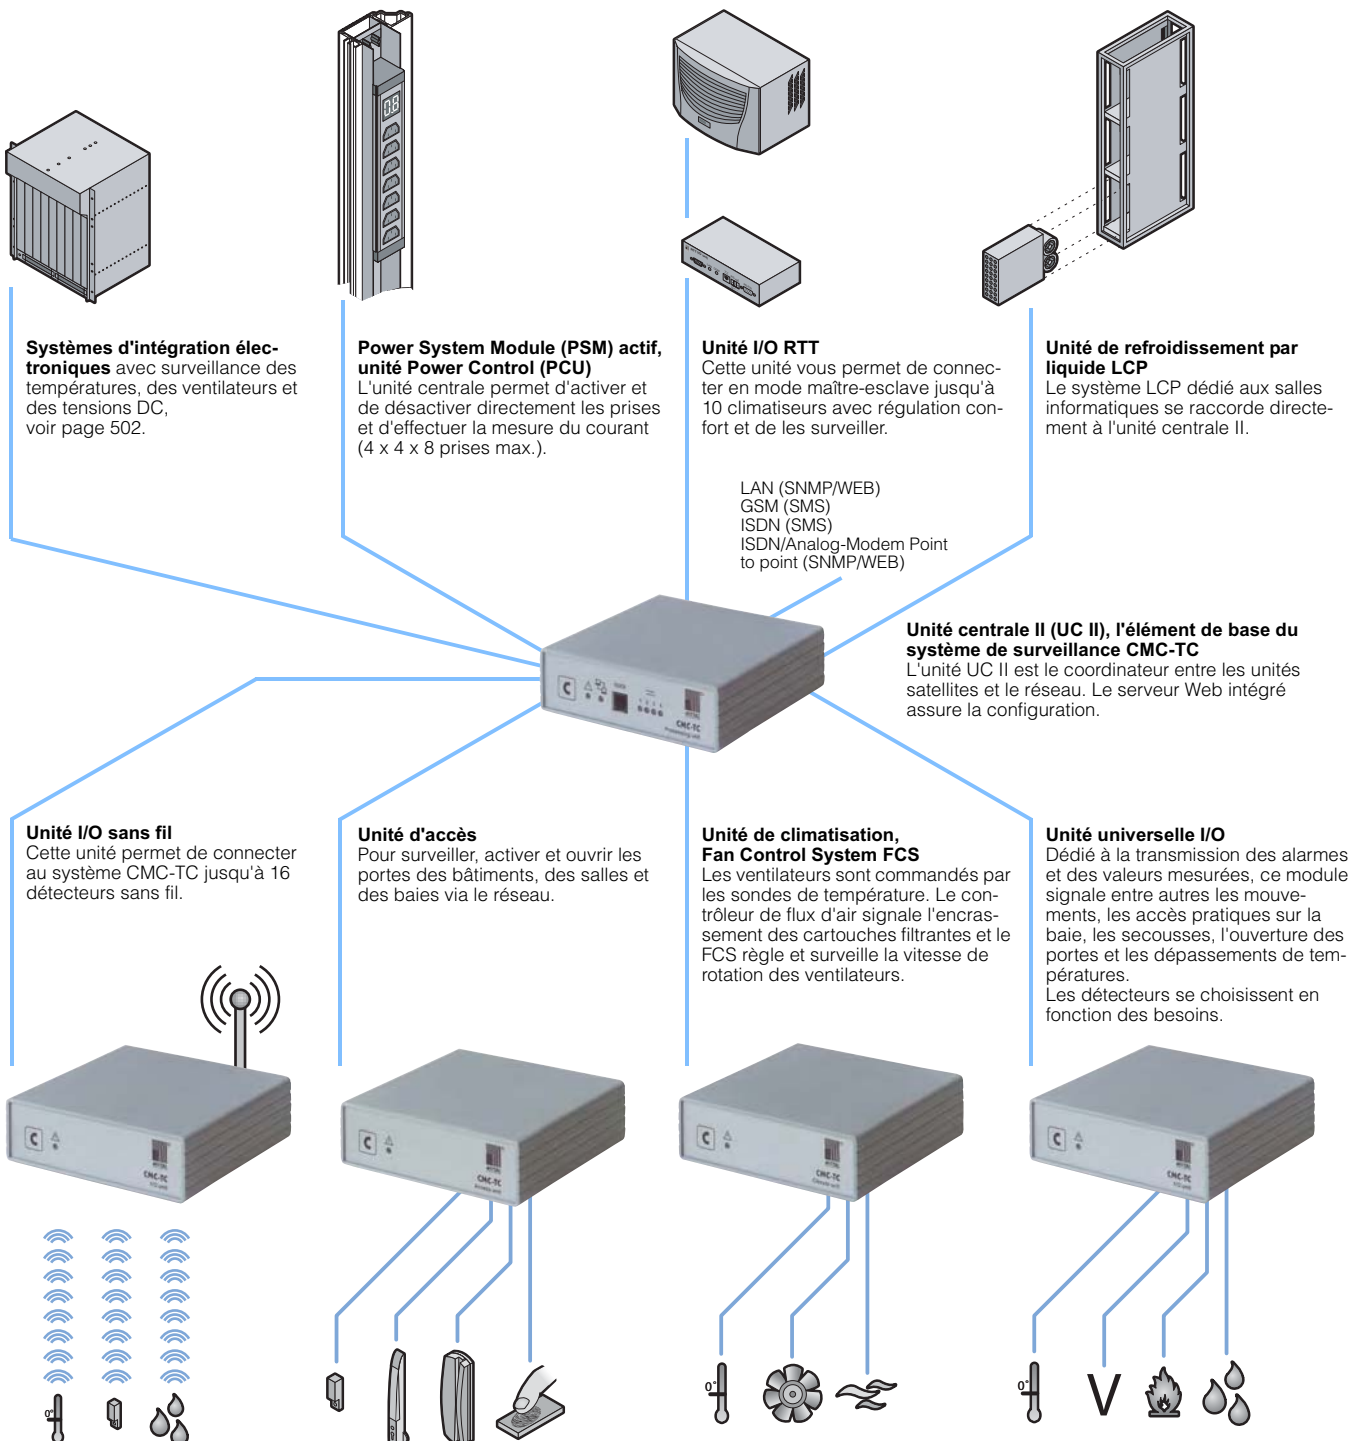 Systèmes d'intégration élec-
troniques avec surveillance des
températures, des ventilateurs et
des tensions DC,
voir page 502.
Power System Module (PSM) actif,
unité Power Control (PCU)
L'unité centrale permet d'activer et
de désactiver directement les prises
et d'effectuer la mesure du courant
(4 x 4 x 8 prises max.).
Unité I/O RTT
Cette unité vous permet de connec-
ter en mode maître-esclave jusqu'à
10 climatiseurs avec régulation con-
fort et de les surveiller.
Unité de refroidissement par
liquide LCP
Le système LCP dédié aux salles
informatiques se raccorde directe-
ment à l'unité centrale II.
LAN (SNMP/WEB)
GSM (SMS)
ISDN (SMS)
ISDN/Analog-Modem Point
to point (SNMP/WEB)
Unité centrale II (UC II), l'élément de base du
système de surveillance CMC-TC
L'unité UC II est le coordinateur entre les unités
satellites et le réseau. Le serveur Web intégré
assure la configuration.
C
CMC-TC
Unité I/O sans fil
Cette unité permet de connecter
au système CMC-TC jusqu'à 16
détecteurs sans fil.
Unité d'accès
Pour surveiller, activer et ouvrir les
portes des bâtiments, des salles et
des baies via le réseau.
Unité de climatisation,
Fan Control System FCS
Les ventilateurs sont commandés par
les sondes de température. Le con-
trôleur de flux d'air signale l'encras-
sement des cartouches filtrantes et le
FCS règle et surveille la vitesse de
rotation des ventilateurs.
Unité universelle I/O
Dédié à la transmission des alarmes
et des valeurs mesurées, ce module
signale entre autres les mouve-
ments, les accès pratiques sur la
baie, les secousses, l'ouverture des
portes et les dépassements de tem-
pératures.
Les détecteurs se choisissent en
fonction des besoins.
C
CMC-TC
C
CMC-TC
C
CMC-TC
C
CMC-TC
0°
0°
0°
V